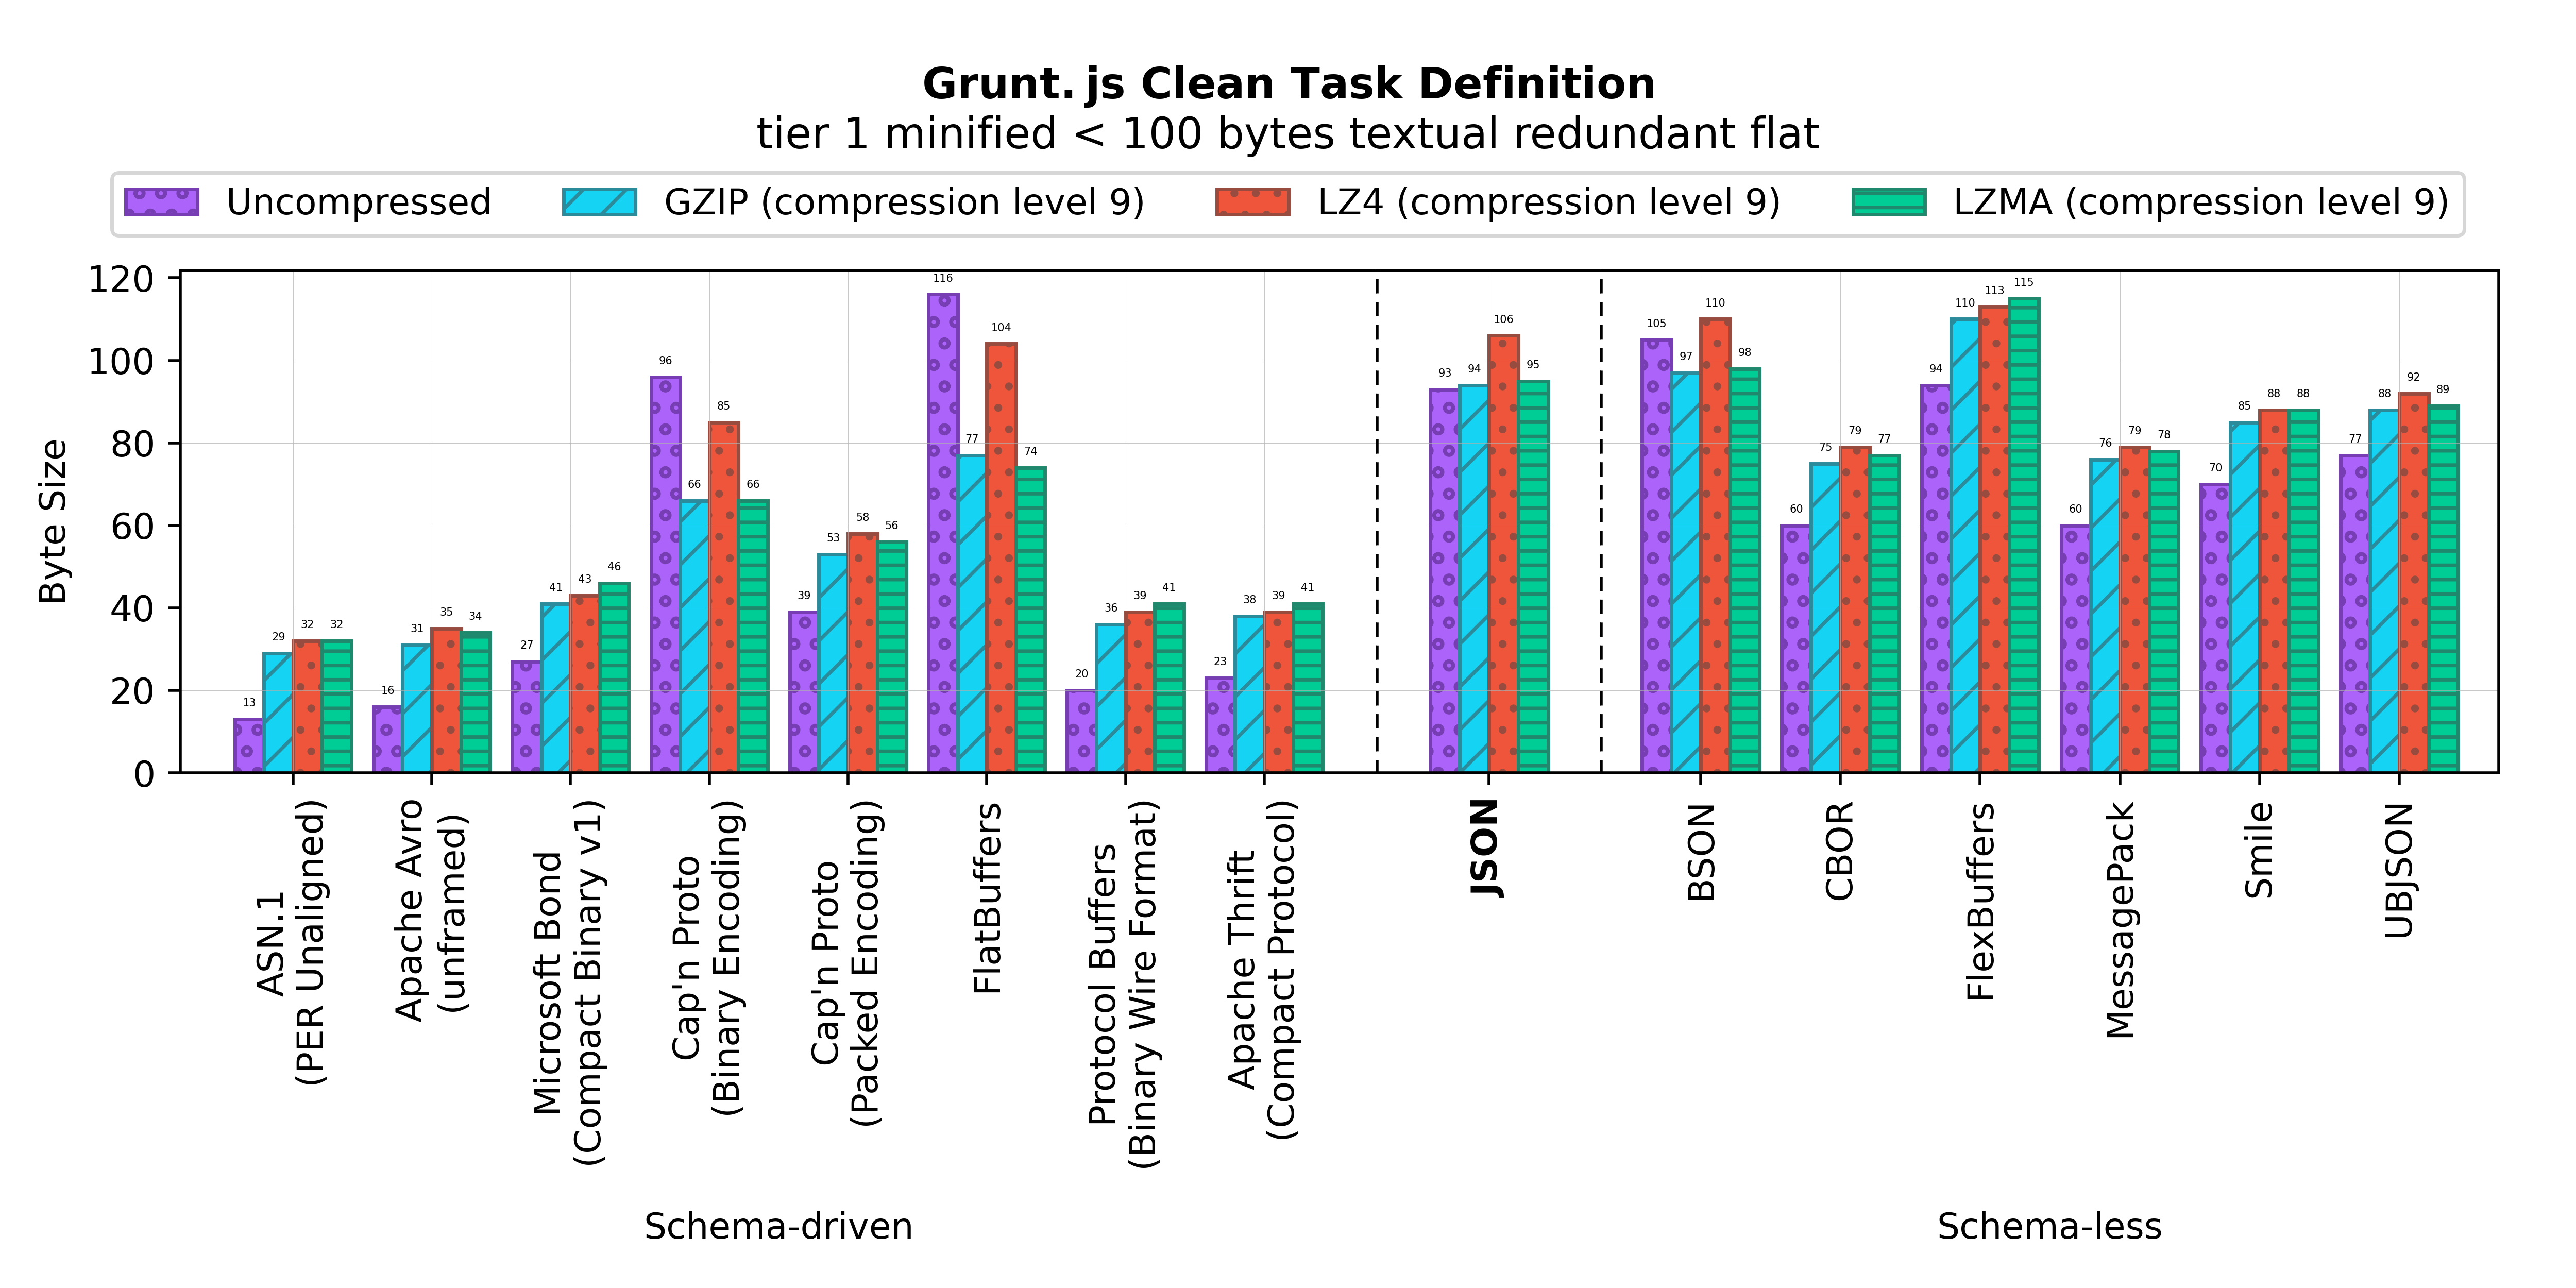 Grunt.js Clean Task Definition
tier 1 minified < 100 bytes textual redundant flat
Uncompressed
GZIP (compression level 9)
LZ4 (compression level 9)
LZMA (compression level 9)
Byte Size
120
100
80
60
40
20
0
13
29
32
32
16
31
35
34
27
41
43
46
96
66
85
66
39
53
58
56
116
77
104
74
20
36
39
41
23
38
39
41
93
94
106
95
105
97
110
98
60
75
79
77
94
110
113
115
60
76
79
78
70
85
88
88
77
88
92
89
ASN.1
(PER Unaligned)
Apache Avro
(unframed)
Microsoft Bond
(Compact Binary v1)
Cap'n Proto
(Binary Encoding)
Cap'n Proto
(Packed Encoding)
FlatBuffers
Protocol Buffers
(Binary Wire Format)
Apache Thrift
(Compact Protocol)
JSON
BSON
CBOR
FlexBuffers
MessagePack
Smile
UBJSON
Schema-driven
Schema-less